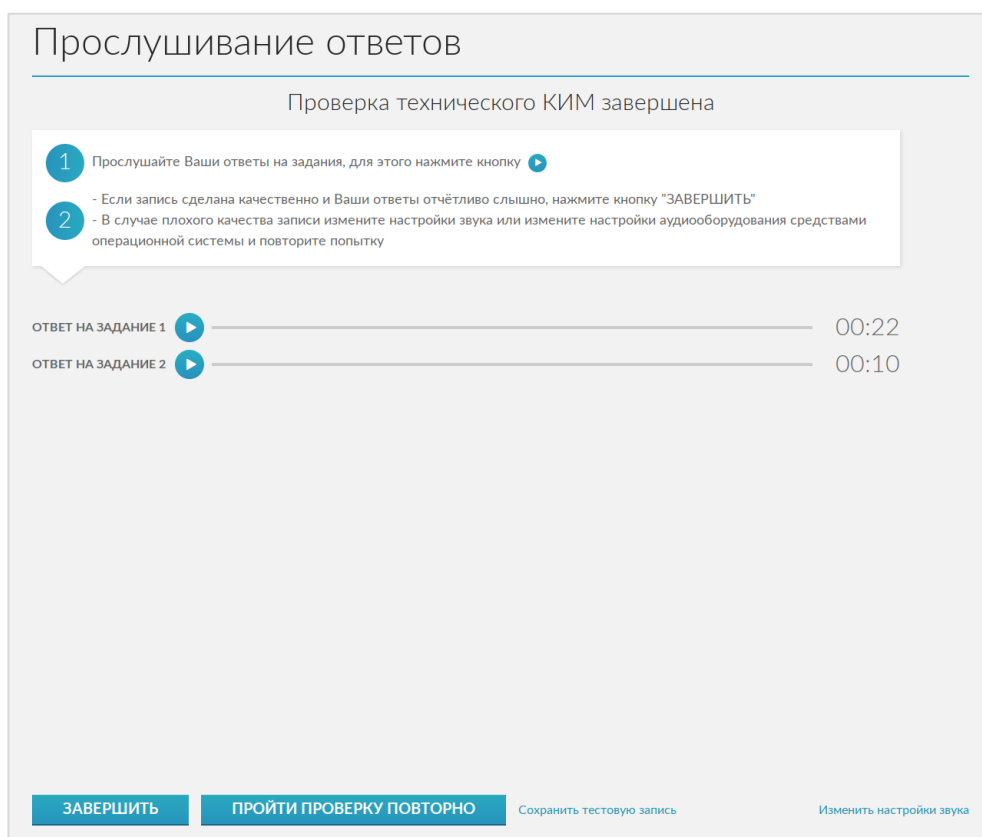 Прослушивание ответов
Проверка технического КИМ завершена
1 Прослушайте Ваши ответы на задания, для этого нажмите кнопку
- Если запись сделана качественно и Ваши ответы отчётливо слышно, нажмите кнопку "ЗАВЕРШИТЬ"
2 - В случае плохого качества записи измените настройки звука или измените настройки аудиооборудования средствами
операционной системы и повторите попытку
ОТВЕТ НА ЗАДАНИЕ 1 00:22
ОТВЕТ НА ЗАДАНИЕ 2 00:10
ЗАВЕРШИТЬ ПРОЙТИ ПРОВЕРКУ ПОВТОРНО Сохранить тестовую запись Изменить настройки звука